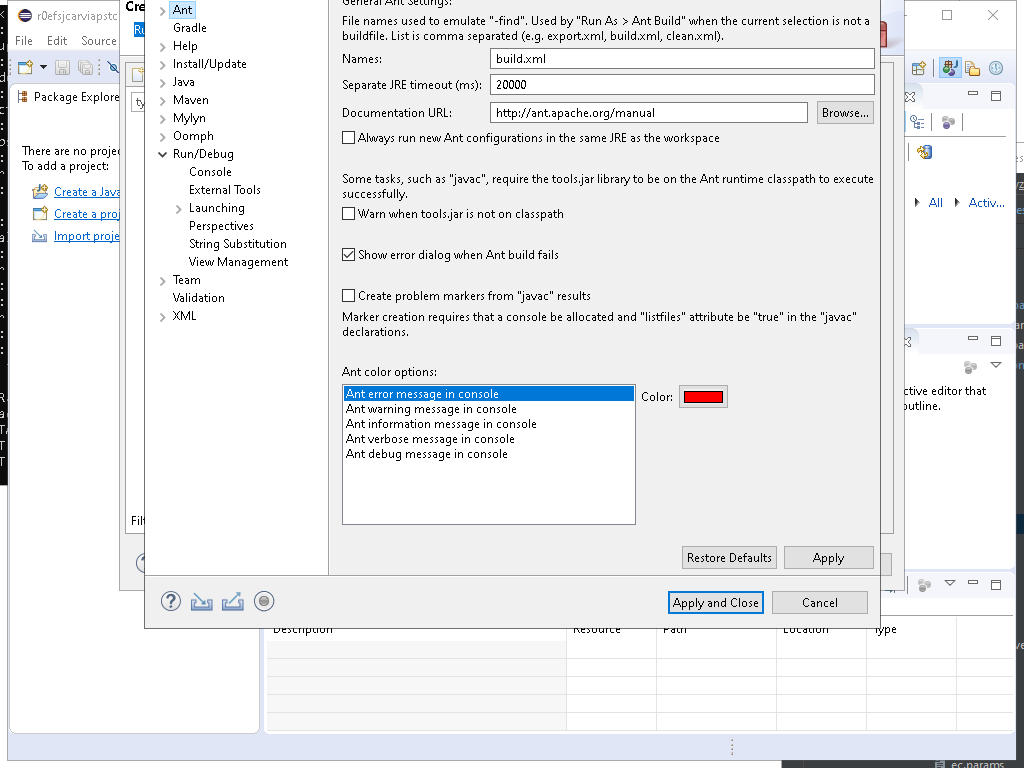 r0efsjcarviapstc
File Edit Source
Package Explore
There are no projec
To add a project:
Create a Java
Create a proj
Import proje
Cre
Ru
ty
Filt
Ant
Gradle
Help
Install/Update
Java
Maven
Mylyn
Oomph
Run/Debug
Console
External Tools
Launching
Perspectives
String Substitution
View Management
Team
Validation
XML
General Ant Settings:
File names used to emulate "-find". Used by "Run As > Ant Build" when the current selection is not a
buildfile. List is comma separated (e.g. export.xml, build.xml, clean.xml).
Names: build.xml
Separate JRE timeout (ms): 20000
Documentation URL: http://ant.apache.org/manual Browse...
Always run new Ant configurations in the same JRE as the workspace
Some tasks, such as "javac", require the tools.jar library to be on the Ant runtime classpath to execute
successfully.
Warn when tools.jar is not on classpath
Show error dialog when Ant build fails
Create problem markers from "javac" results
Marker creation requires that a console be allocated and "listfiles" attribute be "true" in the "javac"
declarations.
Ant color options:
Ant error message in console
Ant warning message in console
Ant information message in console
Ant verbose message in console
Ant debug message in console
Color:
Restore Defaults Apply
Apply and Close Cancel
All Activ...
ctive editor that
outline.
Description Resource Path Location Type
ec.params